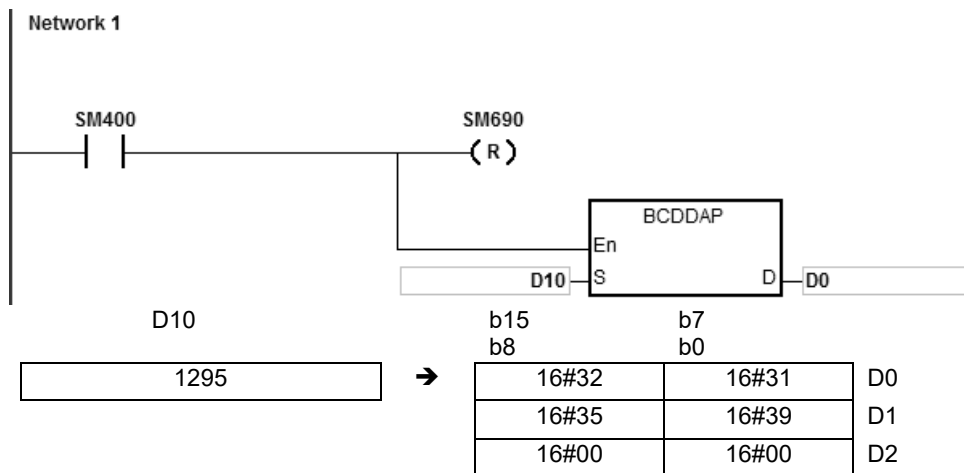 Network 1
SM400 SM690
R
BCDDAP
En
D10 S D D0
D10 b15 b7
b8 b0
1295 ➔ 16#32 16#31 D0
16#35 16#39 D1
16#00 16#00 D2